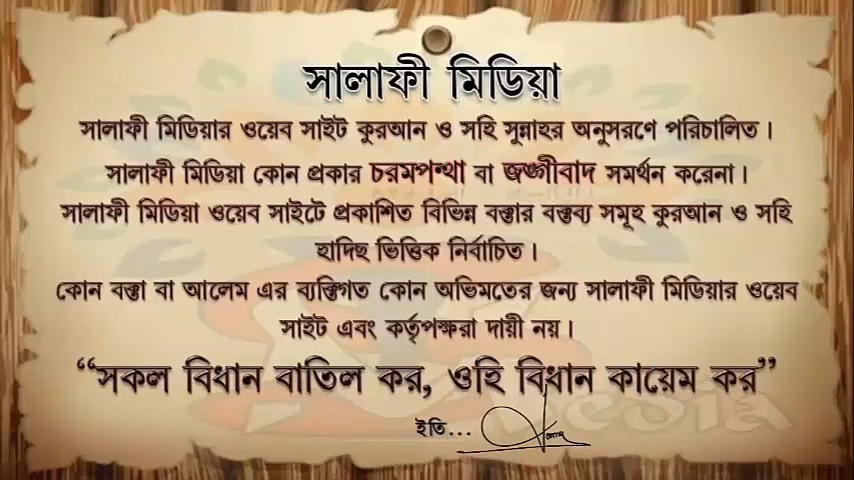 সালাফী মিডিয়া
সালাফী মিডিয়ার ওয়েব সাইট কুরআন ও সহি সুন্নাহর অনুসরণে পরিচালিত।
সালাফী মিডিয়া কোন প্রকার চরমপন্থা বা জঙ্গীবাদ সমর্থন করেনা।
সালাফী মিডিয়া ওয়েব সাইটে প্রকাশিত বিভিন্ন বক্তার বক্তব্য সমূহ কুরআন ও সহি
হাদিছ ভিত্তিক নির্বাচিত।
কোন বক্তা বা আলেম এর ব্যক্তিগত কোন অভিমতের জন্য সালাফী মিডিয়ার ওয়েব
সাইট এবং কর্তৃপক্ষরা দায়ী নয়।
“সকল বিধান বাতিল কর, ওহি বিধান কায়েম কর”
ইতি...